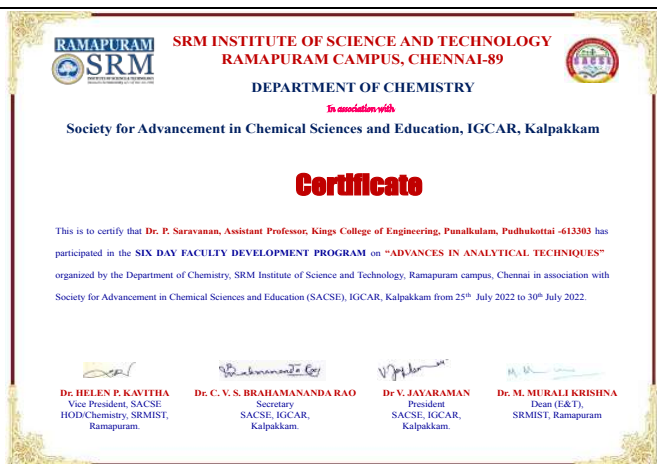 RAMAPURAM
SRM
SRM INSTITUTE OF SCIENCE AND TECHNOLOGY
RAMAPURAM CAMPUS, CHENNAI-89
SACSE
DEPARTMENT OF CHEMISTRY
In association with
Society for Advancement in Chemical Sciences and Education, IGCAR, Kalpakkam
Certificate
This is to certify that Dr. P. Saravanan, Assistant Professor, Kings College of Engineering, Punalkulam, Pudhukottai -613303 has
participated in the SIX DAY FACULTY DEVELOPMENT PROGRAM on “ADVANCES IN ANALYTICAL TECHNIQUES”
organized by the Department of Chemistry, SRM Institute of Science and Technology, Ramapuram campus, Chennai in association with
Society for Advancement in Chemical Sciences and Education (SACSE), IGCAR, Kalpakkam from 25th July 2022 to 30th July 2022.
Dr. HELEN P. KAVITHA
Vice President, SACSE
HOD/Chemistry, SRMIST,
Ramapuram.
Dr. C. V. S. BRAHAMANANDA RAO
Secretary
SACSE, IGCAR,
Kalpakkam.
Dr V. JAYARAMAN
President
SACSE, IGCAR,
Kalpakkam.
Dr. M. MURALI KRISHNA
Dean (E&T),
SRMIST, Ramapuram